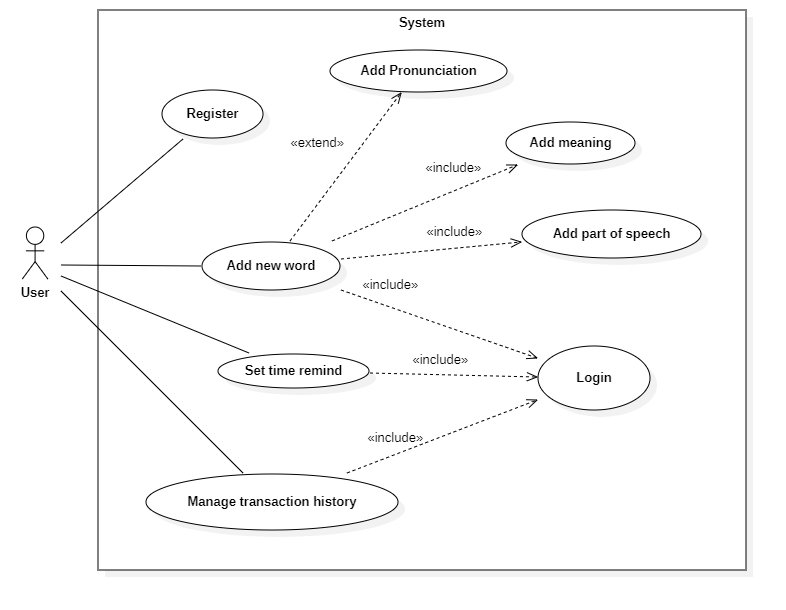 System
Add Pronunciation
Register
«extend»
Add meaning
«include»
«include»
Add part of speech
Add new word
User
«include»
«include»
Set time remind
Login
«include»
Manage transaction history